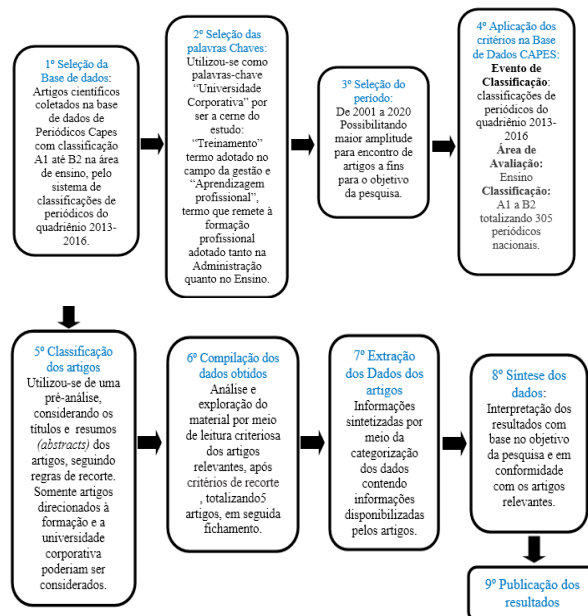 1º Seleção da
Base de dados:
Artigos científicos
coletados na base
de dados de
Periódicos Capes
com classificação
A1 até B2 na área
de ensino, pelo
sistema de
classificações de
periódicos do
quadriênio 2013-
2016.
2º Seleção das
palavras Chaves:
Utilizou-se como
palavras-chave
“Universidade
Corporativa” por
ser a cerne do
estudo:
“Treinamento”
termo adotado no
campo da gestão e
“Aprendizagem
profissional”,
termo que remete à
formação
profissional
adotado tanto na
Administração
quanto no Ensino.
3º Seleção do
período:
De 2001 a 2020
Possibilitando
maior amplitude
para encontro de
artigos a fins
para o objetivo
da pesquisa.
4º Aplicação dos
critérios na Base
de Dados CAPES:
Evento de
Classificação:
classificações de
periódicos do
quadriênio 2013-
2016
Área de
Avaliação:
Ensino
Classificação:
A1 a B2
totalizando 305
periódicos
nacionais.
5º Classificação
dos artigos
Utilizou-se de uma
pré-análise,
considerando os
títulos e resumos
(abstracts) dos
artigos, seguindo
regras de recorte.
Somente artigos
direcionados à
formação e a
universidade
corporativa
poderiam ser
considerados.
6º Compilação dos
dados obtidos
Análise e
exploração do
material por meio
de leitura criteriosa
dos artigos
relevantes, após
critérios de recorte
, totalizando5
artigos, em seguida
fichamento.
7º Extração
dos Dados dos
artigos
Informações
sintetizadas por
meio da
categorização
dos dados
contendo
informações
disponibilizadas
pelos artigos.
8º Síntese dos
dados:
Interpretação dos
resultados com
base no objetivo
da pesquisa e em
conformidade
com os artigos
relevantes.
9º Publicação dos
resultados